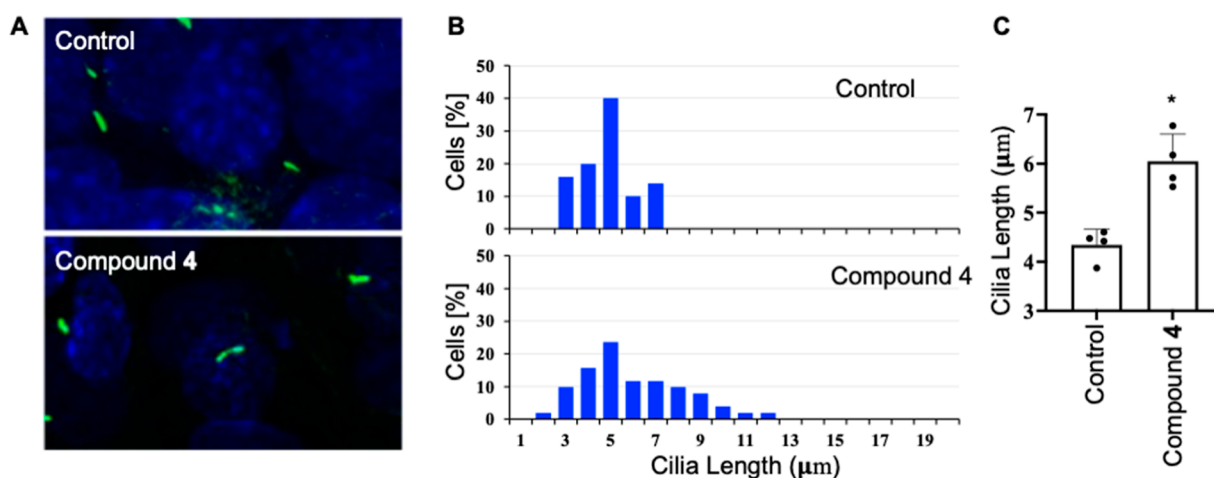 A
Control
Compound 4
B
Control
Cells [%]
50
40
30
20
10
0
Compound 4
Cells [%]
50
40
30
20
10
0
1 3 5 7 9 11 13 15 17 19
Cilia Length (μm)
C
*
Cilia Length (μm)
7
6
5
4
3
Control
Compound 4